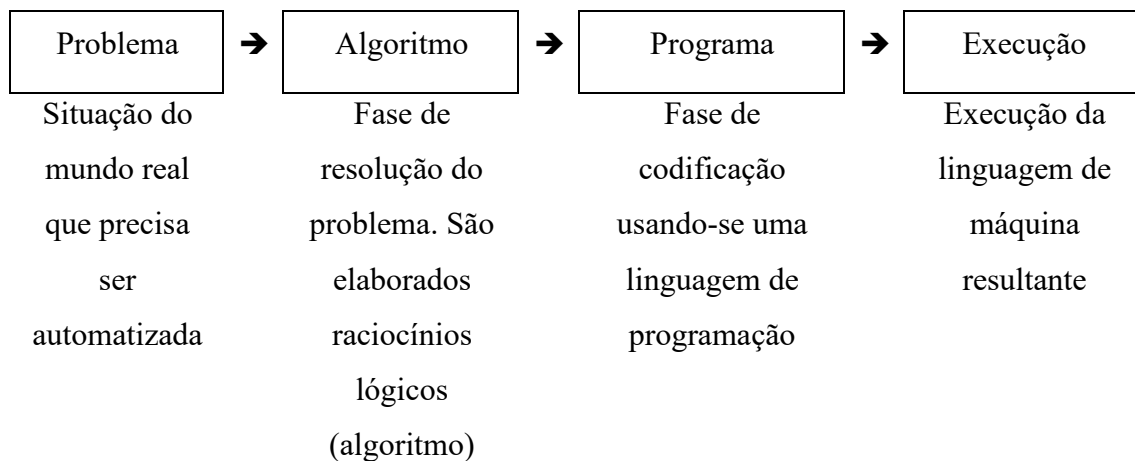 Problema ➔ Algoritmo ➔ Programa ➔ Execução
Situação do
mundo real
que precisa
ser
automatizada
Fase de
resolução do
problema. São
elaborados
raciocínios
lógicos
(algoritmo)
Fase de
codificação
usando-se uma
linguagem de
programação
Execução da
linguagem de
máquina
resultante